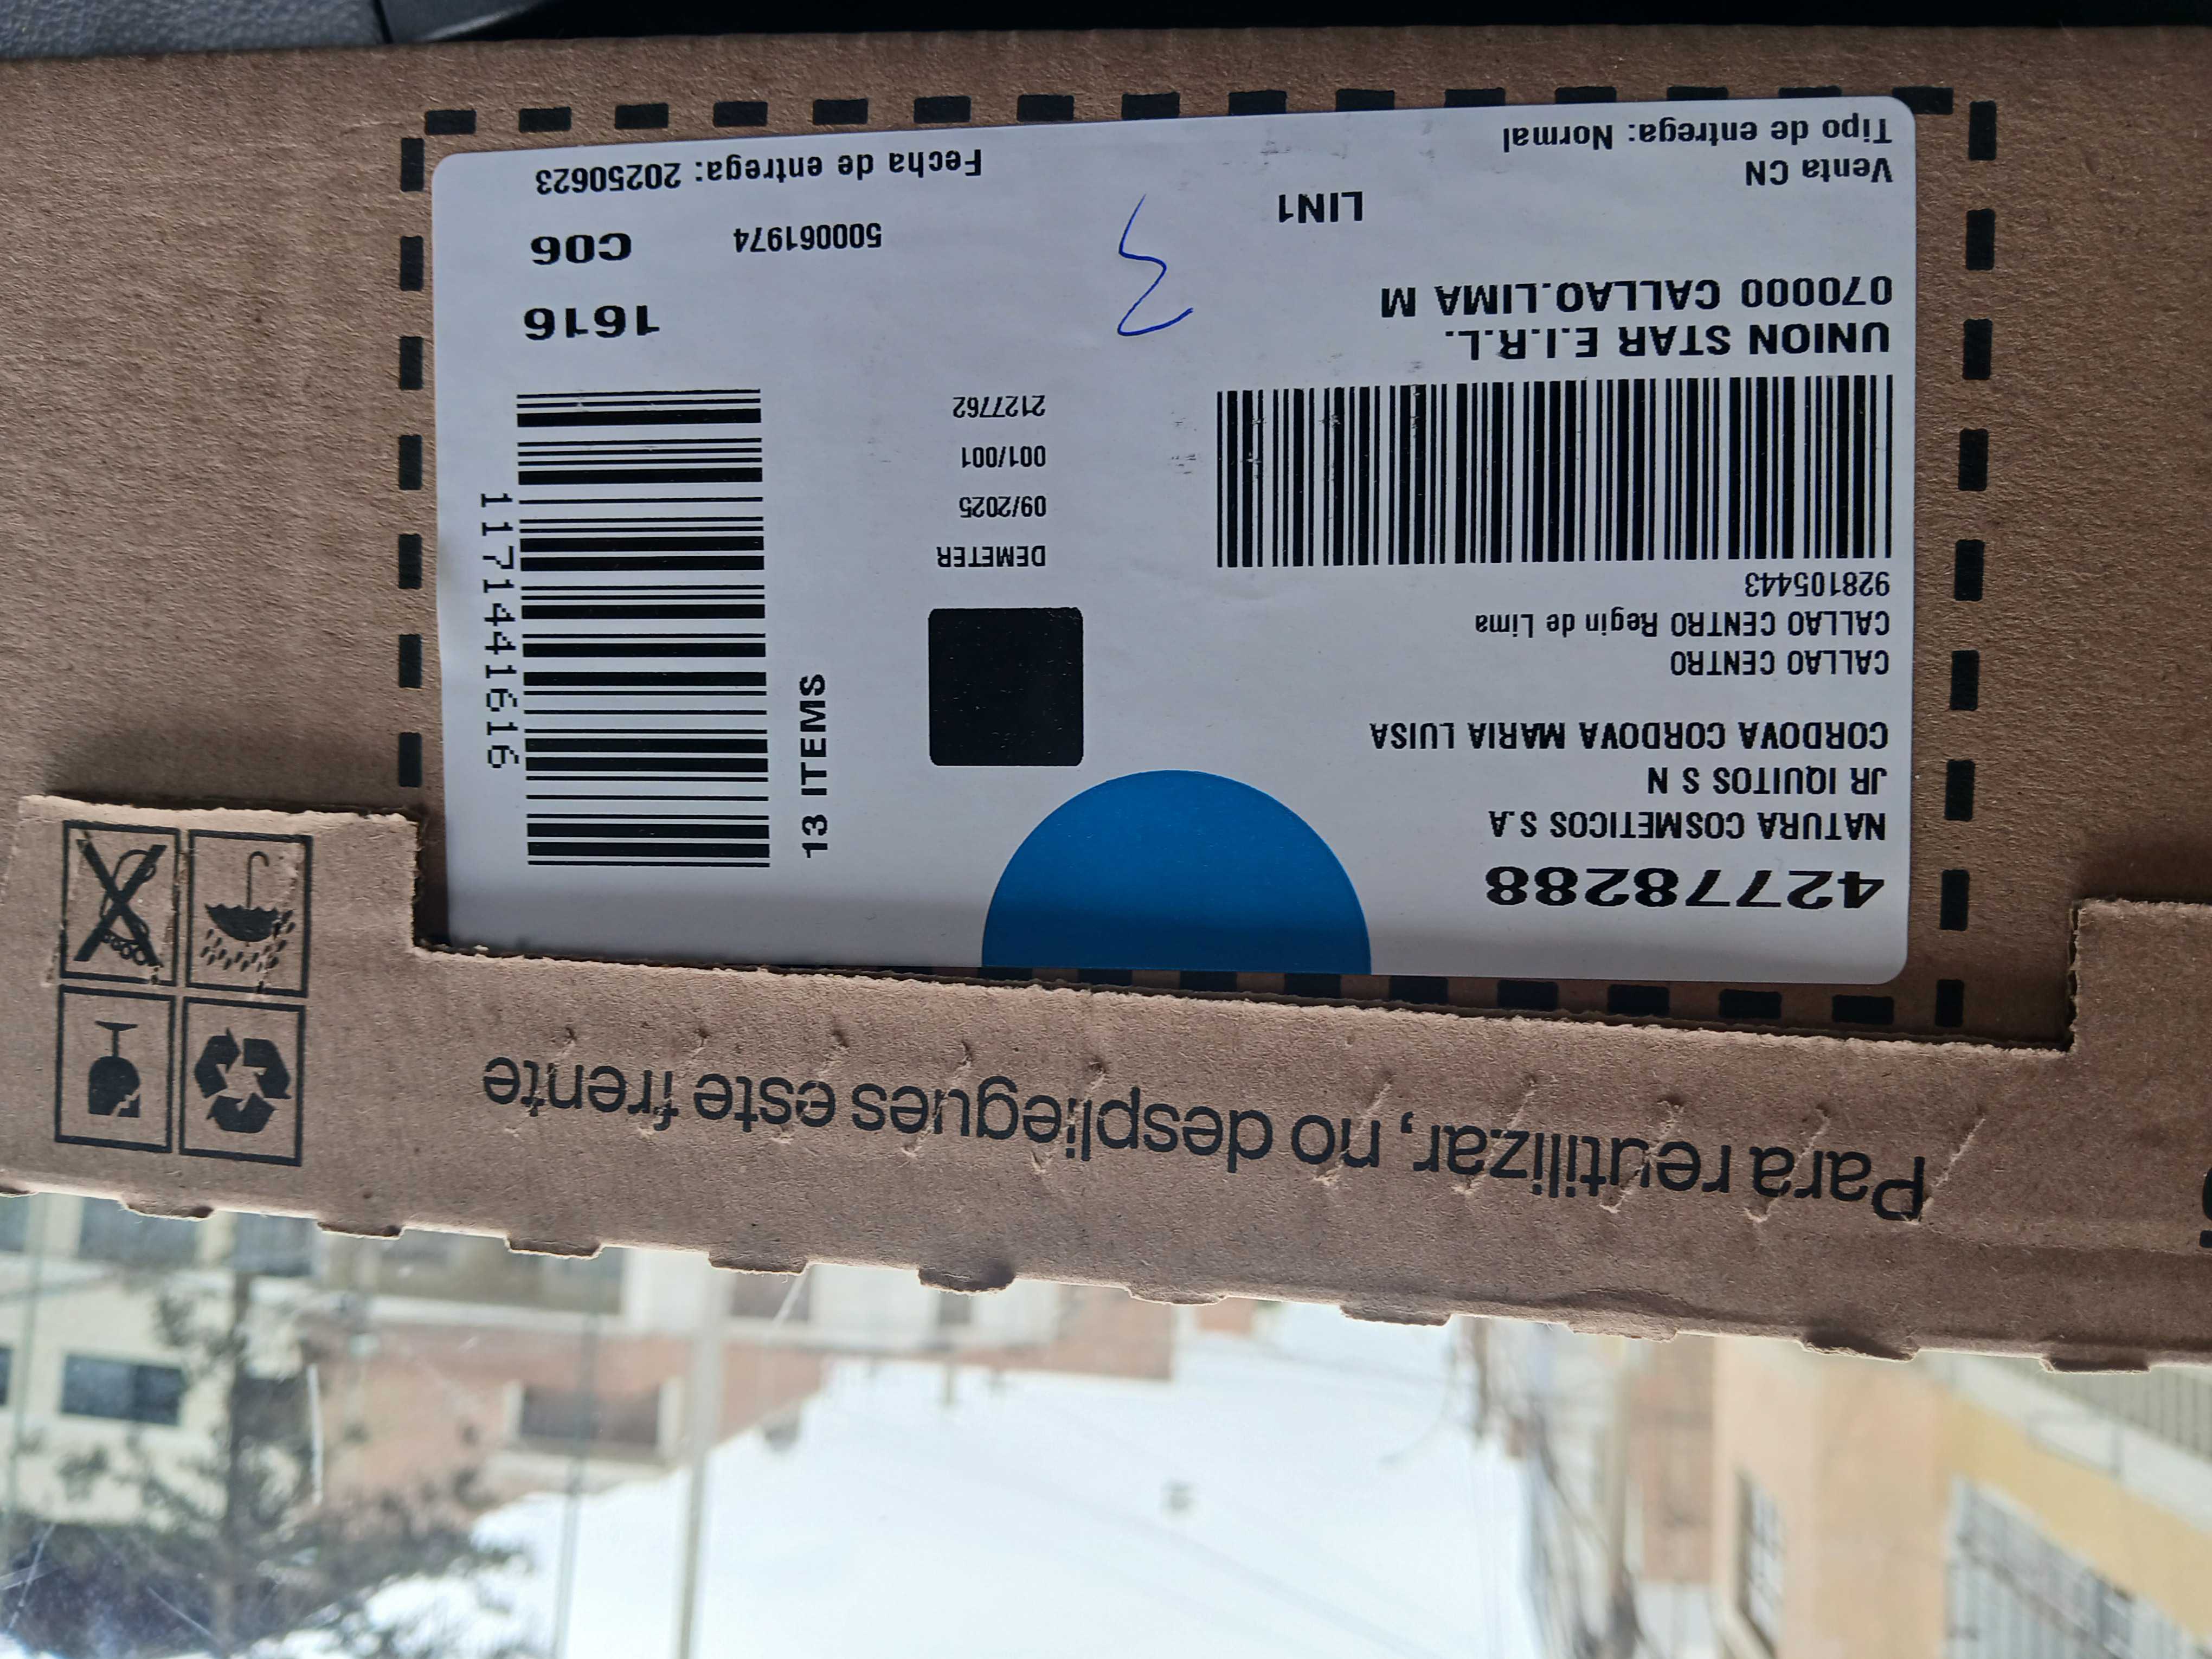 Para reutilizar, no despliegues este frente
42778288
NATURA COSMETICOS S.A
JR IQUITOS S N
CORDOVA CORDOVA MARIA LUISA
CALLAO CENTRO
CALLAO CENTRO Regin de Lima
928105443
UNION STAR E.I.R.L.
070000 CALLAO.LIMA M
LIN1
Venta CN
Tipo de entrega: Normal
DEMETER
09/2025
001/001
2127762
3
13 ITEMS
11714441616
1616
500061974
C06
Fecha de entrega: 20250623